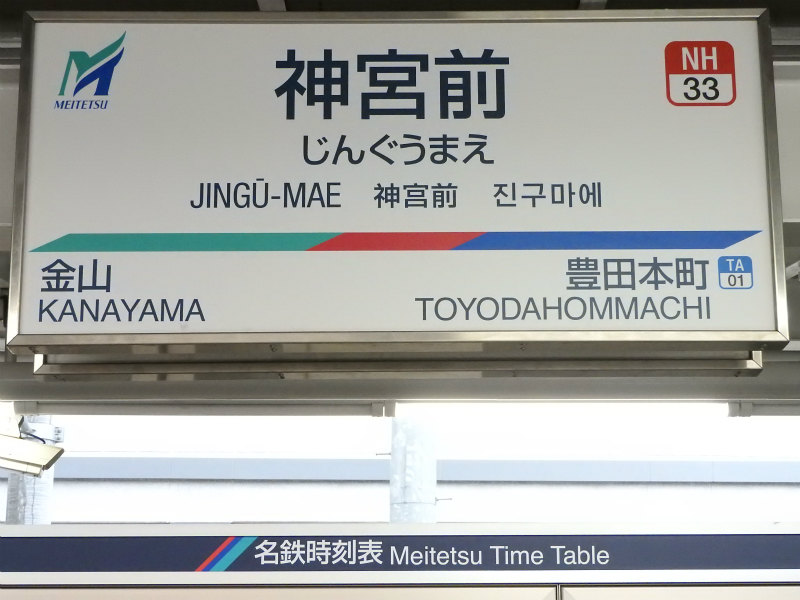 MEITETSU
神宮前
NH
33
じんぐうまえ
JINGŪ-MAE 神宮前 진구마에
金山
KANAYAMA
豊田本町 TA 01
TOYODAHOMMACHI
名鉄時刻表 Meitetsu Time Table